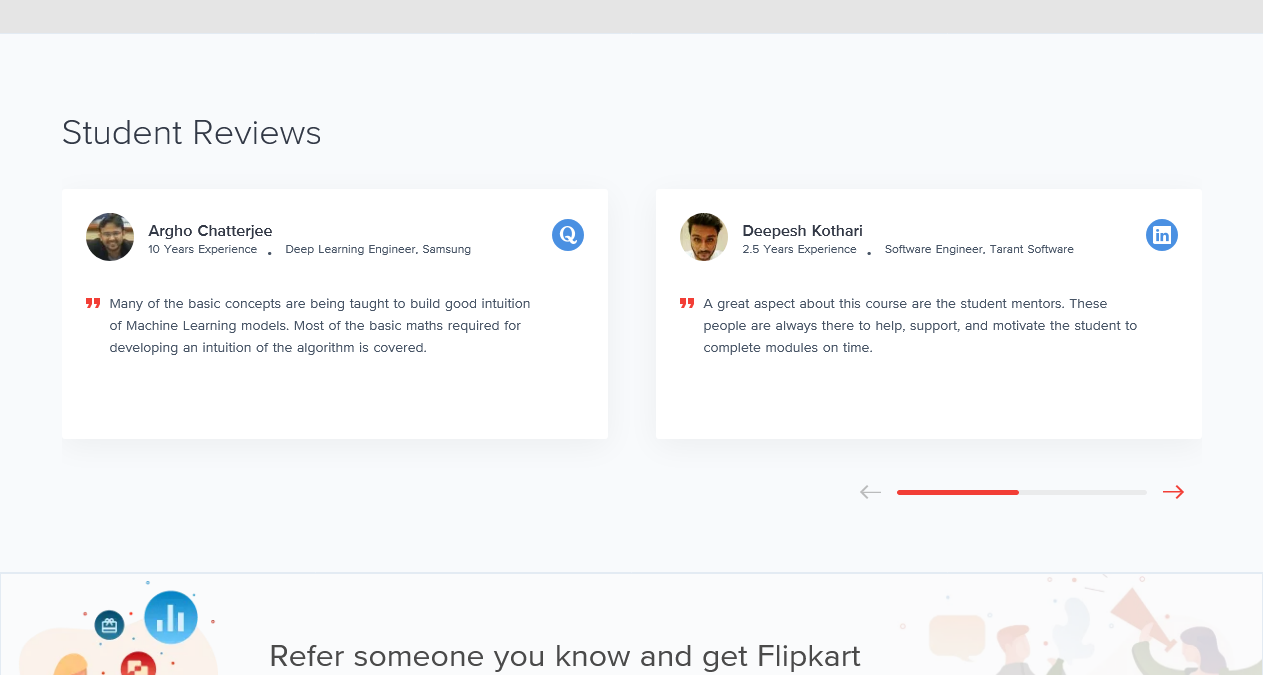 Student Reviews
Argho Chatterjee
10 Years Experience • Deep Learning Engineer, Samsung
Many of the basic concepts are being taught to build good intuition
of Machine Learning models. Most of the basic maths required for
developing an intuition of the algorithm is covered.
Deepesh Kothari
2.5 Years Experience • Software Engineer, Tarant Software
A great aspect about this course are the student mentors. These
people are always there to help, support, and motivate the student to
complete modules on time.
Refer someone you know and get Flipkart